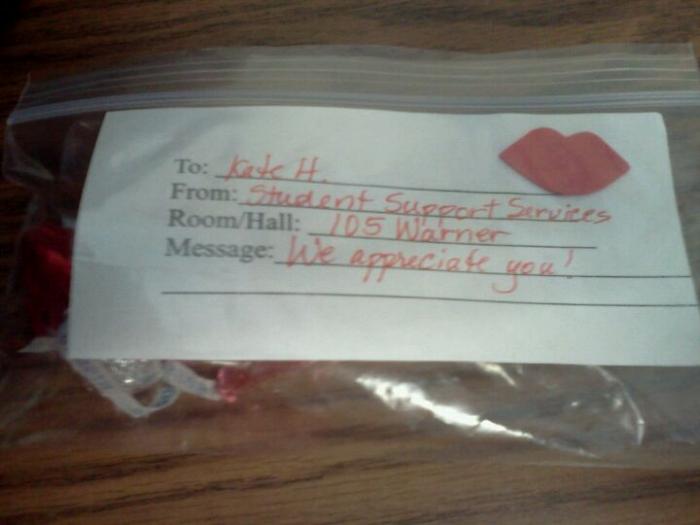 To: Kate H.
From: Student Support Services
Room/Hall: 105 Warner
Message: We appreciate you!